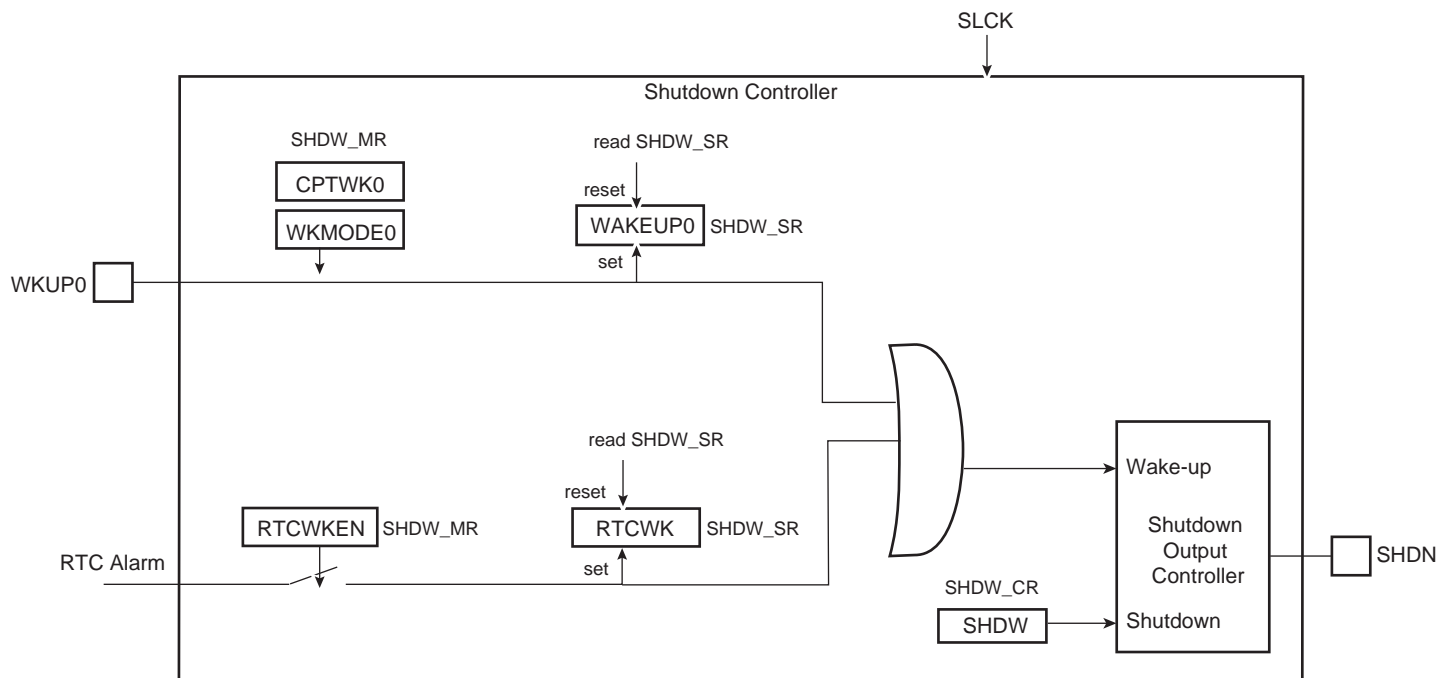 SLCK
Shutdown Controller
SHDW_MR
CPTWK0
WKMODE0
read SHDW_SR
reset
WAKEUP0
SHDW_SR
set
WKUP0
read SHDW_SR
reset
RTCWKEN
SHDW_MR
RTCWK
SHDW_SR
set
RTC Alarm
Wake-up
Shutdown
Output
Controller
SHDN
SHDW_CR
SHDW
Shutdown